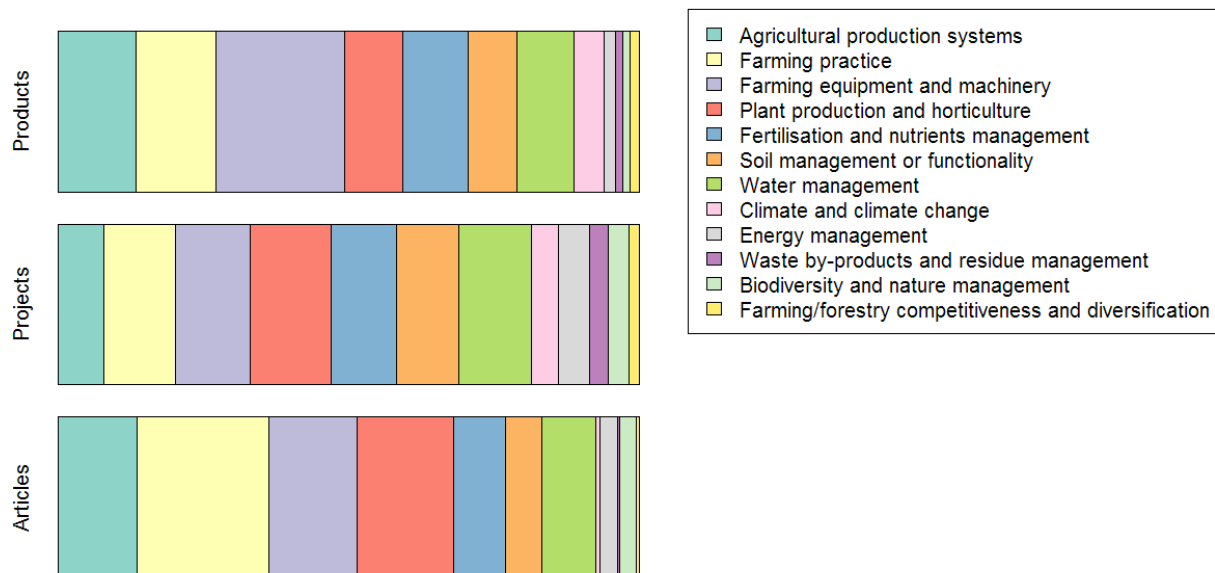 Products
Projects
Articles
Agricultural production systems
Farming practice
Farming equipment and machinery
Plant production and horticulture
Fertilisation and nutrients management
Soil management or functionality
Water management
Climate and climate change
Energy management
Waste by-products and residue management
Biodiversity and nature management
Farming/forestry competitiveness and diversification